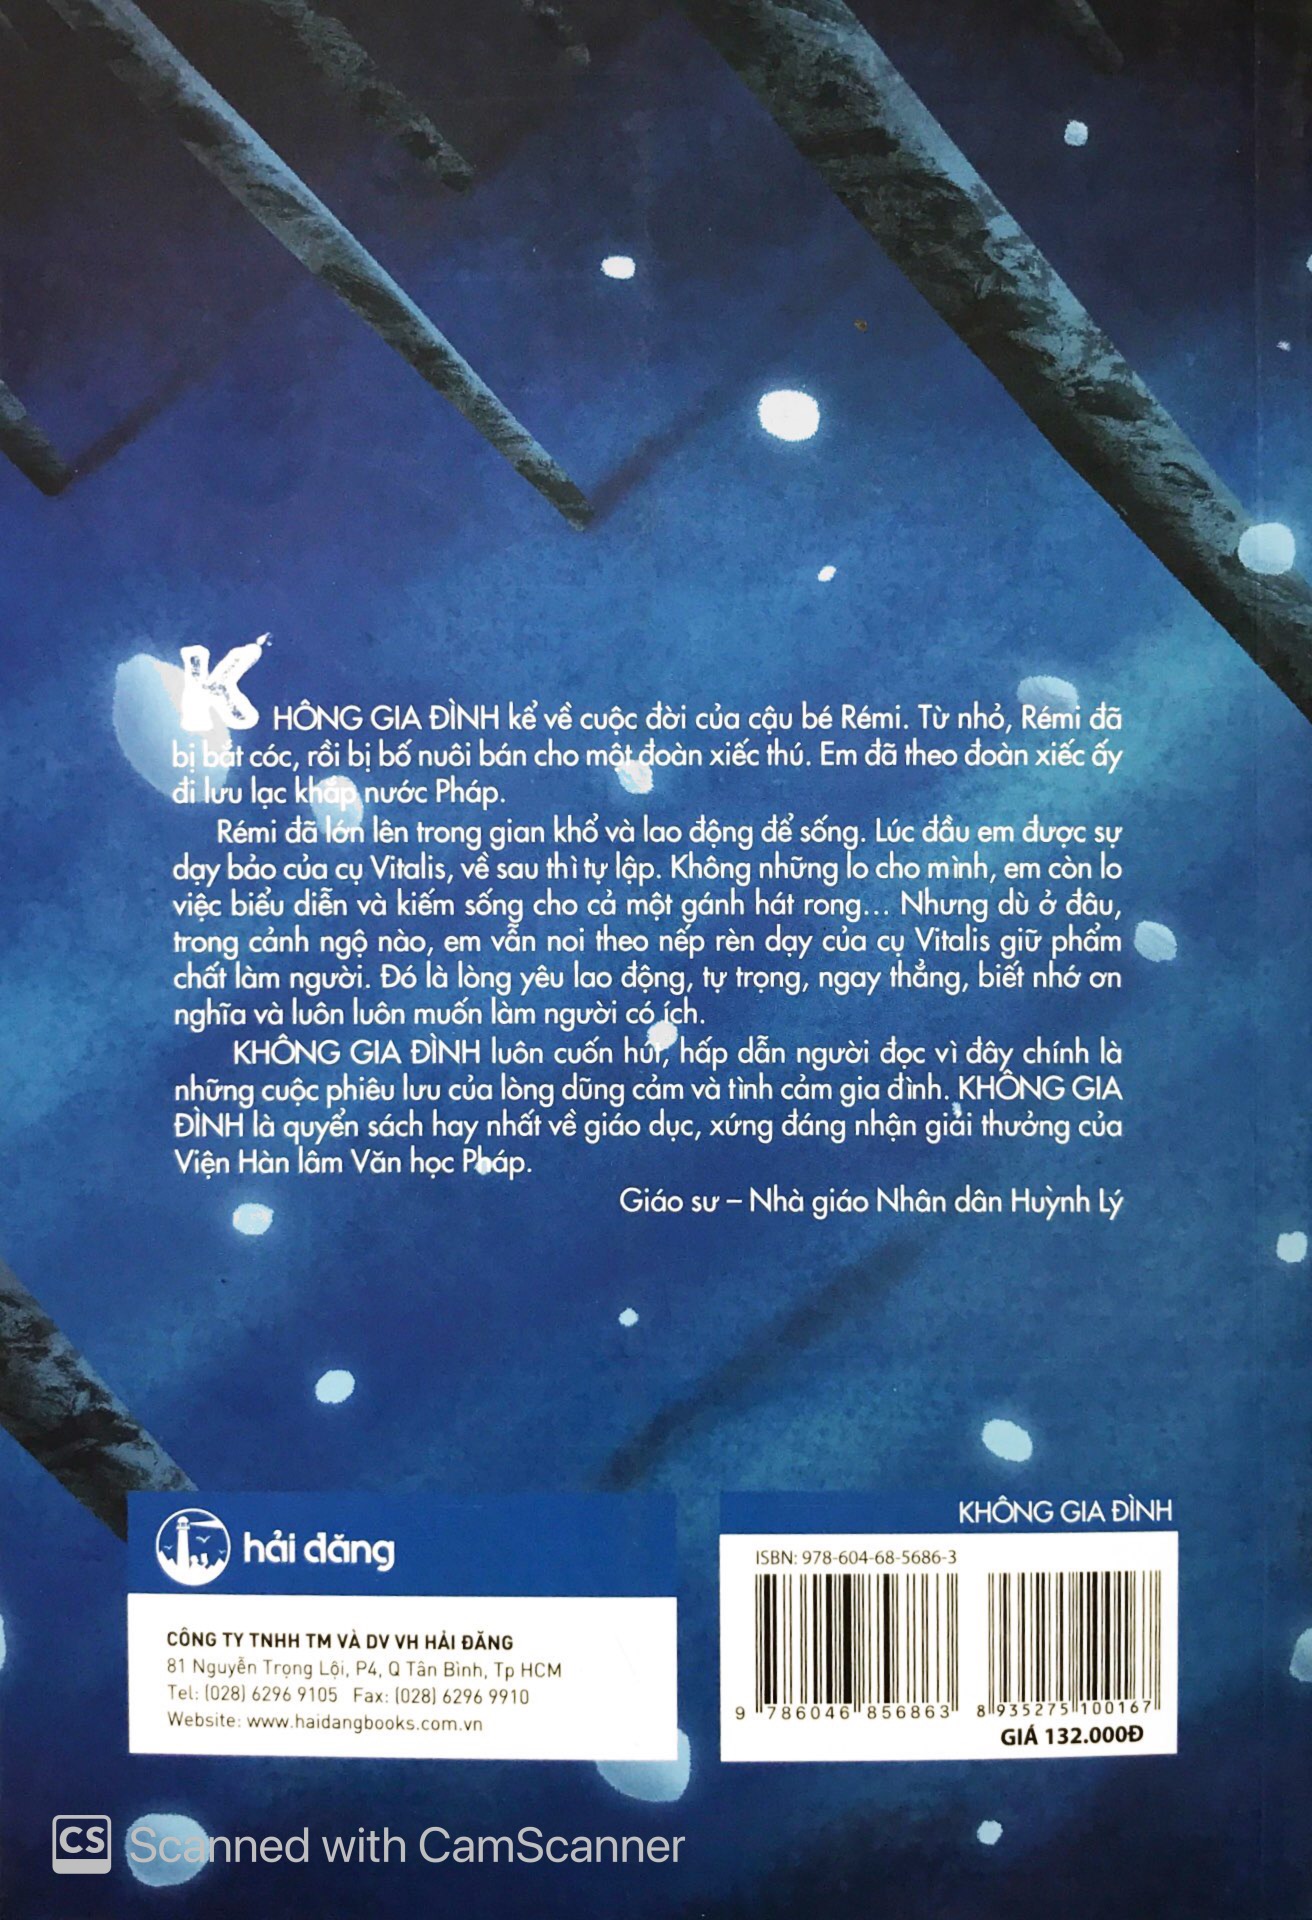 KHÔNG GIA ĐÌNH kể về cuộc đời của cậu bé Rémi. Từ nhỏ, Rémi đã
bị bắt cóc, rồi bị bố nuôi bán cho một đoàn xiếc thú. Em đã theo đoàn xiếc ấy
đi lưu lạc khắp nước Pháp.
Rémi đã lớn lên trong gian khổ và lao động để sống. Lúc đầu em được sự
dạy bảo của cụ Vitalis, về sau thì tự lập. Không những lo cho mình, em còn lo
việc biểu diễn và kiếm sống cho cả một gánh hát rong... Nhưng dù ở đâu,
trong cảnh ngộ nào, em vẫn noi theo nếp rèn dạy của cụ Vitalis giữ phẩm
chất làm người. Đó là lòng yêu lao động, tự trọng, ngay thẳng, biết nhớ ơn
nghĩa và luôn luôn muốn làm người có ích.
KHÔNG GIA ĐÌNH luôn cuốn hút, hấp dẫn người đọc vì đây chính là
những cuộc phiêu lưu của lòng dũng cảm và tình cảm gia đình. KHÔNG GIA
ĐÌNH là quyển sách hay nhất về giáo dục, xứng đáng nhận giải thưởng của
Viện Hàn lâm Văn học Pháp.
Giáo sư – Nhà giáo Nhân dân Huỳnh Lý
hải đăng
CÔNG TY TNHH TM VÀ DV VH HẢI ĐĂNG
81 Nguyễn Trọng Lội, P4, Q Tân Bình, Tp HCM
Tel: (028) 6296 9105 Fax: (028) 6296 9910
Website: www.haidangbooks.com.vn
KHÔNG GIA ĐÌNH
ISBN: 978-604-68-5686-3
9 786046 856863
8 935275 100167
GIÁ 132.000Đ
CS Scanned with CamScanner